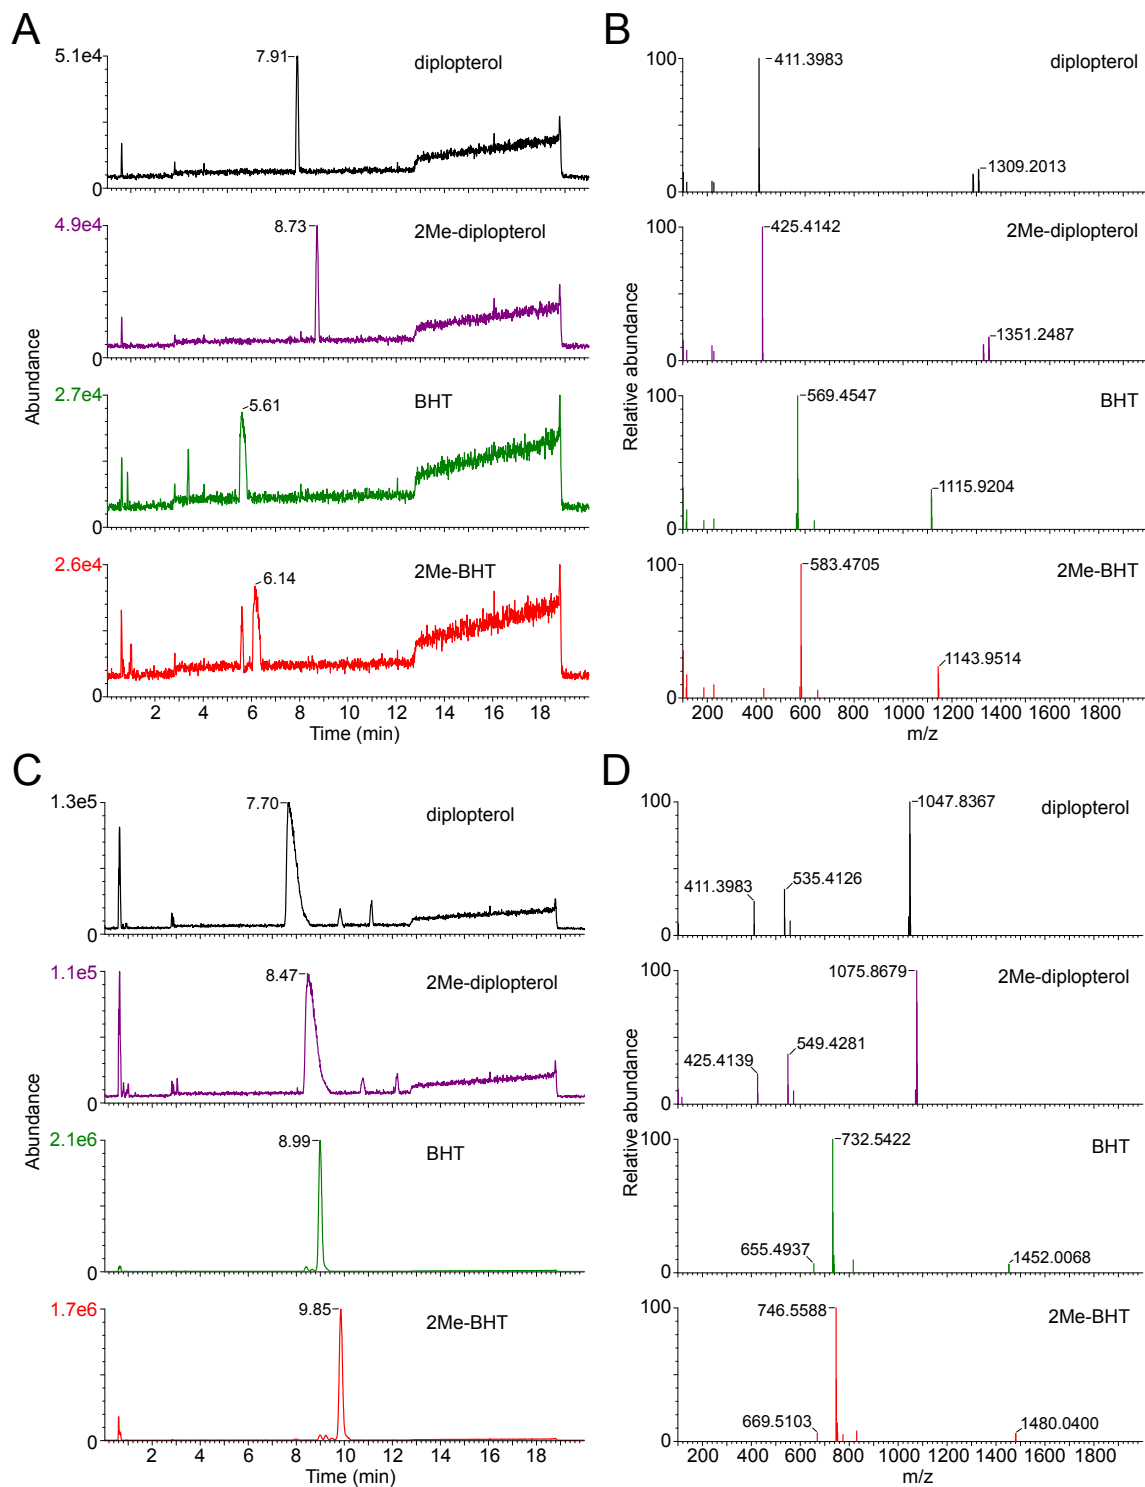 A
5.1e4
7.91
diplopterol
0
4.9e4
8.73
2Me-diplopterol
0
2.7e4
5.61
BHT
0
2.6e4
6.14
2Me-BHT
0
2 4 6 8 10 12 14 16 18
Time (min)
Abundance
B
100
411.3983
diplopterol
1309.2013
0
100
425.4142
2Me-diplopterol
1351.2487
0
100
569.4547
BHT
1115.9204
0
100
583.4705
2Me-BHT
1143.9514
0
200 400 600 800 1000 1200 1400 1600 1800
m/z
Relative abundance
C
1.3e5
7.70
diplopterol
0
1.1e5
8.47
2Me-diplopterol
0
2.1e6
8.99
BHT
0
1.7e6
9.85
2Me-BHT
0
2 4 6 8 10 12 14 16 18
Time (min)
Abundance
D
100
1047.8367
diplopterol
411.3983
535.4126
0
100
1075.8679
2Me-diplopterol
425.4139
549.4281
0
100
732.5422
BHT
655.4937
1452.0068
0
100
746.5588
2Me-BHT
669.5103
1480.0400
0
200 400 600 800 1000 1200 1400 1600 1800
m/z
Relative abundance